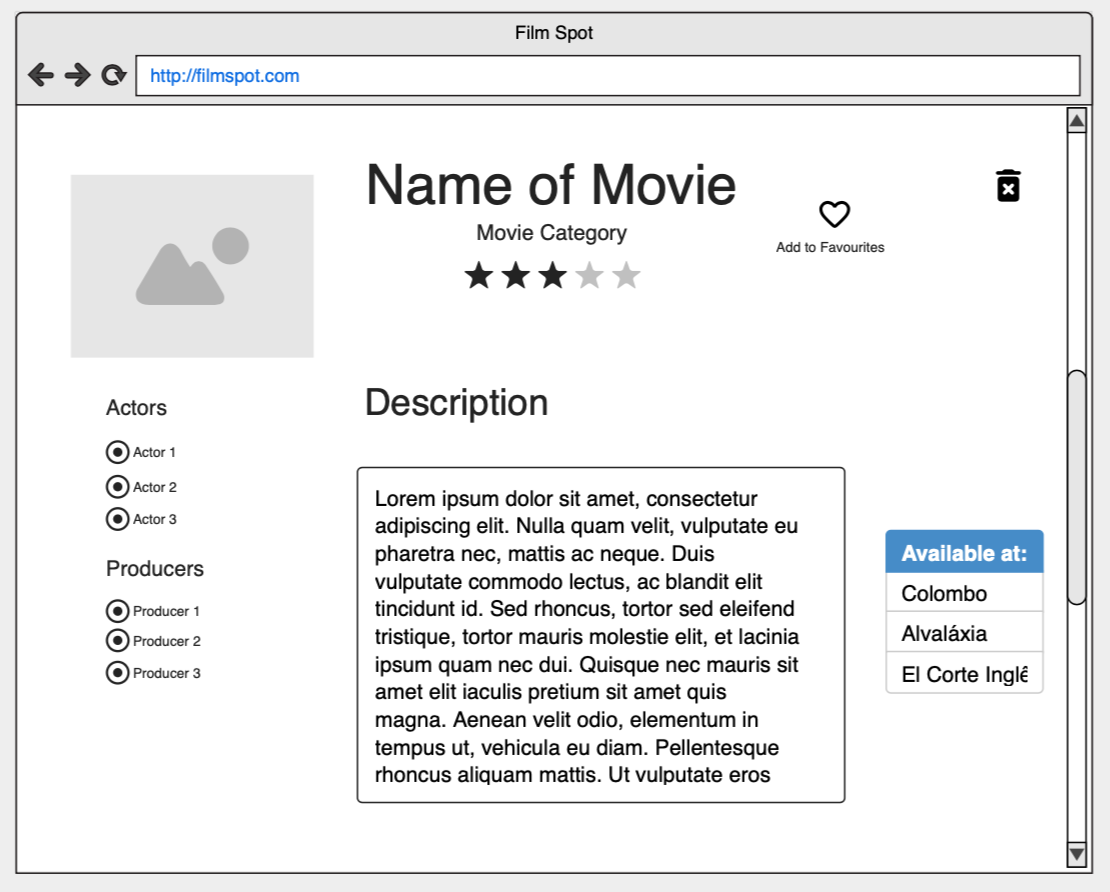 Film Spot
http://filmspot.com
Name of Movie
Movie Category
Add to Favourites
Actors
Actor 1
Actor 2
Actor 3
Producers
Producer 1
Producer 2
Producer 3
Description
Lorem ipsum dolor sit amet, consectetur
adipiscing elit. Nulla quam velit, vulputate eu
pharetra nec, mattis ac neque. Duis
vulputate commodo lectus, ac blandit elit
tincidunt id. Sed rhoncus, tortor sed eleifend
tristique, tortor mauris molestie elit, et lacinia
ipsum quam nec dui. Quisque nec mauris sit
amet elit iaculis pretium sit amet quis
magna. Aenean velit odio, elementum in
tempus ut, vehicula eu diam. Pellentesque
rhoncus aliquam mattis. Ut vulputate eros
Available at:
Colombo
Alvaláxia
El Corte Inglê